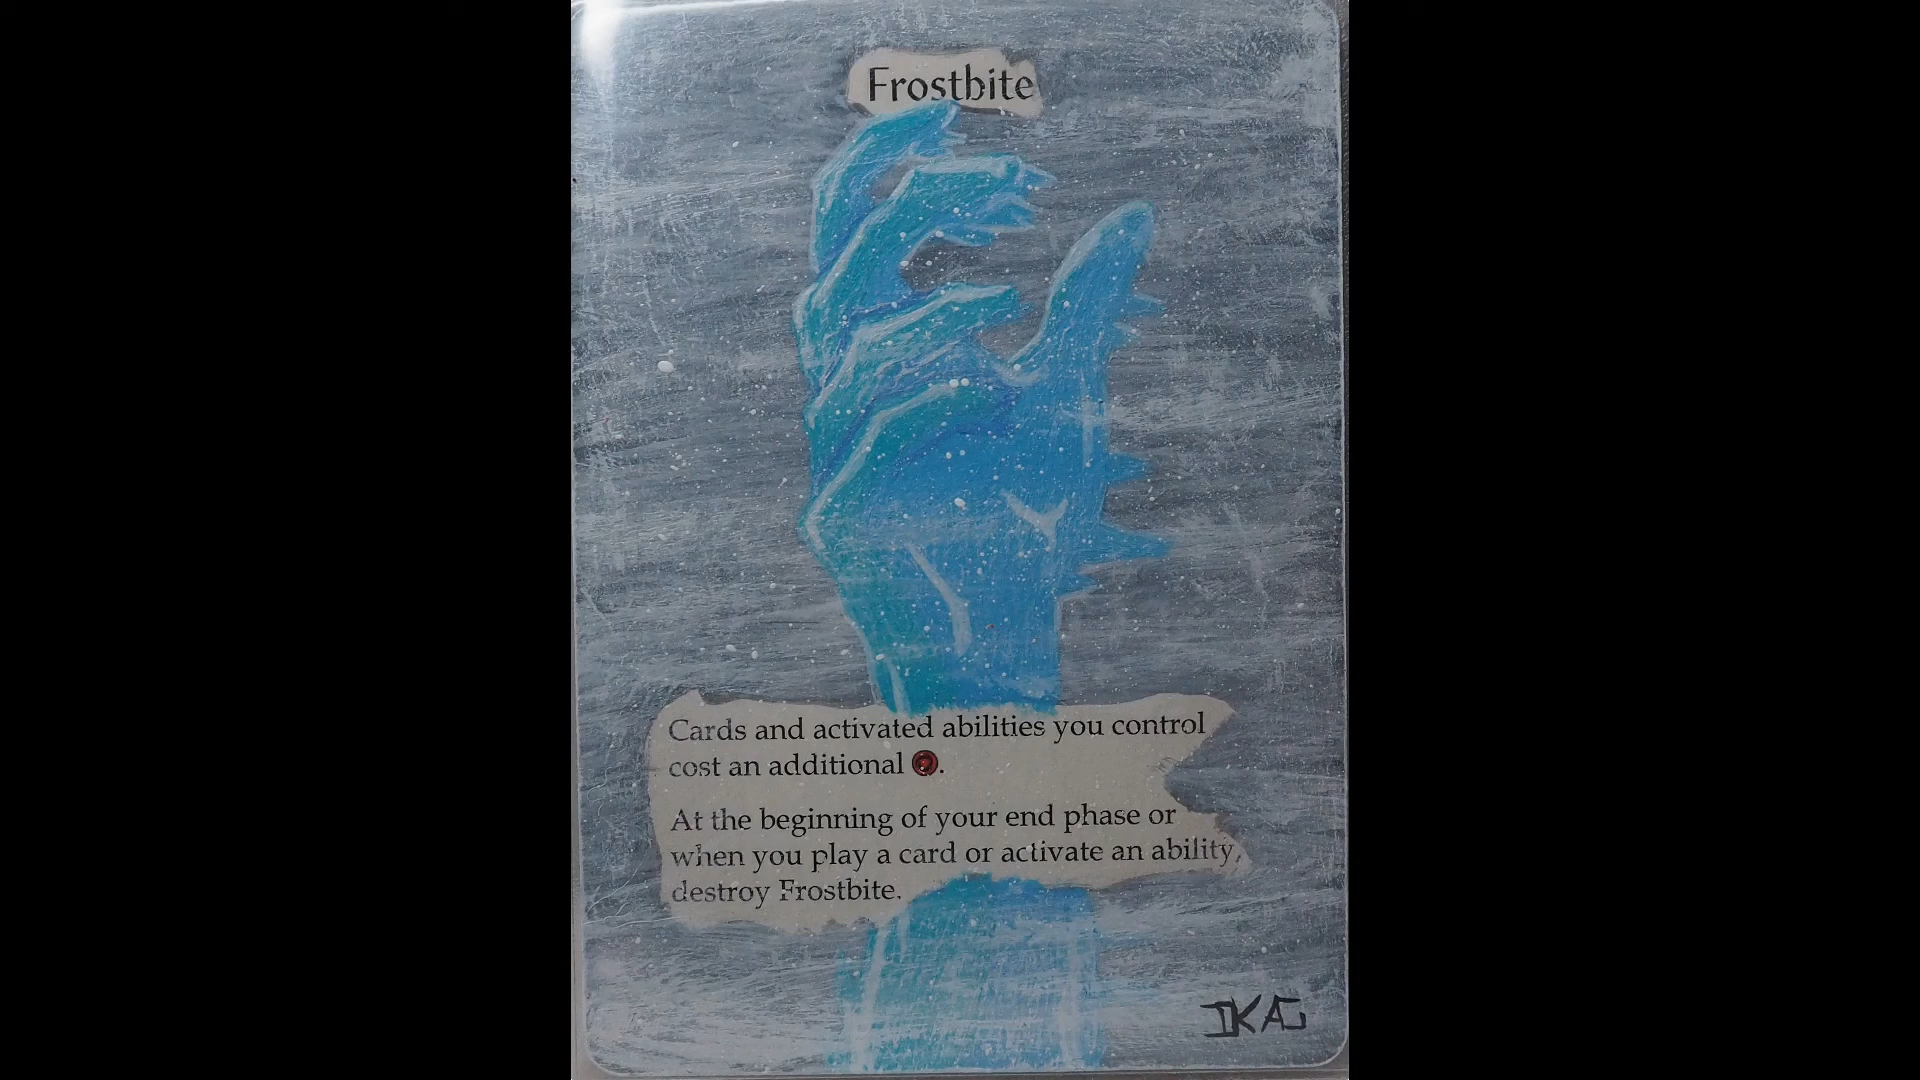 Frostbite
Cards and activated abilities you control
cost an additional .
At the beginning of your end phase or
when you play a card or activate an ability,
destroy Frostbite.